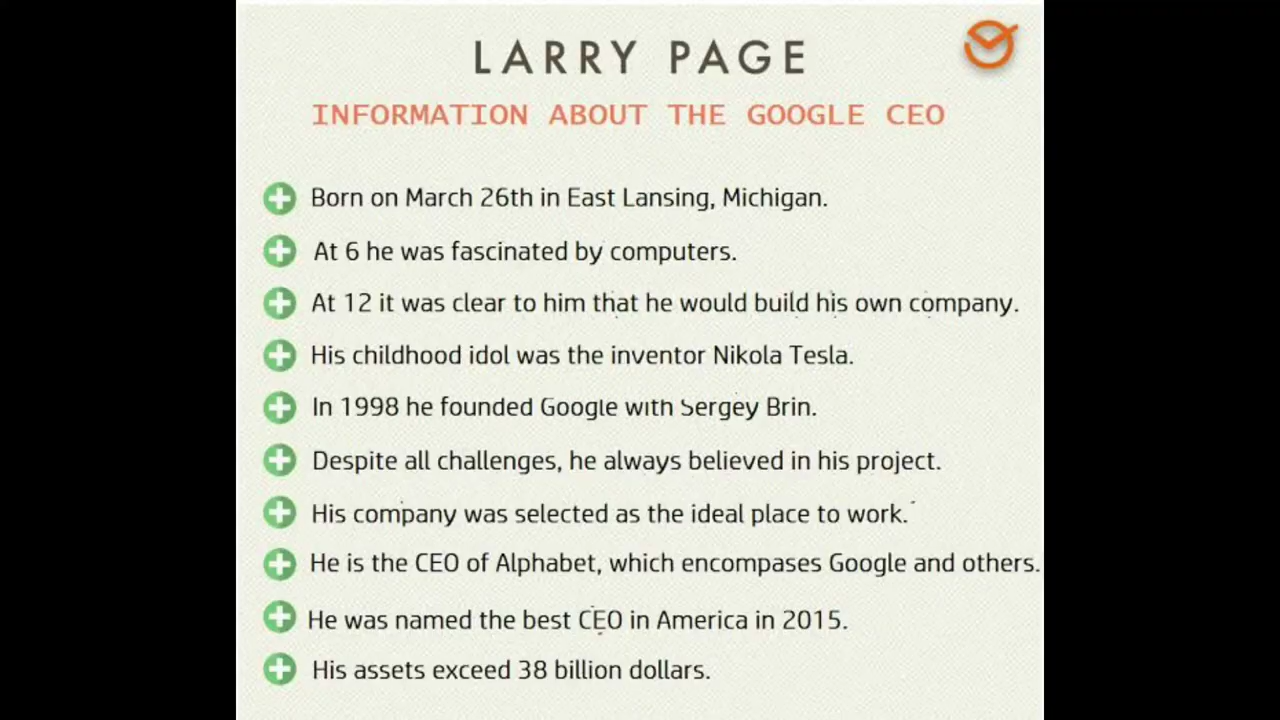 LARRY PAGE
INFORMATION ABOUT THE GOOGLE CEO
Born on March 26th in East Lansing, Michigan.
At 6 he was fascinated by computers.
At 12 it was clear to him that he would build his own company.
His childhood idol was the inventor Nikola Tesla.
In 1998 he founded Google with Sergey Brin.
Despite all challenges, he always believed in his project.
His company was selected as the ideal place to work.
He is the CEO of Alphabet, which encompases Google and others.
He was named the best CEO in America in 2015.
His assets exceed 38 billion dollars.